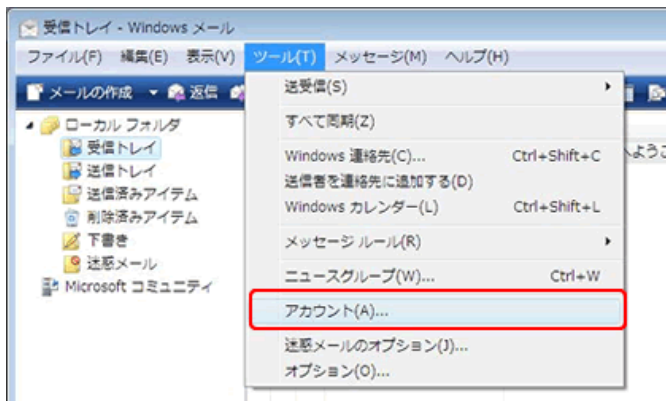 受信トレイ - Windows メール
ファイル(F) 編集(E) 表示(V) ツール(T) メッセージ(M) ヘルプ(H)
メールの作成 返信
送受信(S)
すべて同期(Z)
Windows 連絡先(C)... Ctrl+Shift+C
送信者を連絡先に追加する(D)
Windows カレンダー(L) Ctrl+Shift+L
メッセージ ルール(R)
ニュースグループ(W)... Ctrl+W
アカウント(A)...
迷惑メールのオプション(J)...
オプション(O)...
ローカル フォルダ
受信トレイ
送信トレイ
送信済みアイテム
削除済みアイテム
下書き
迷惑メール
Microsoft コミュニティ
ようこ